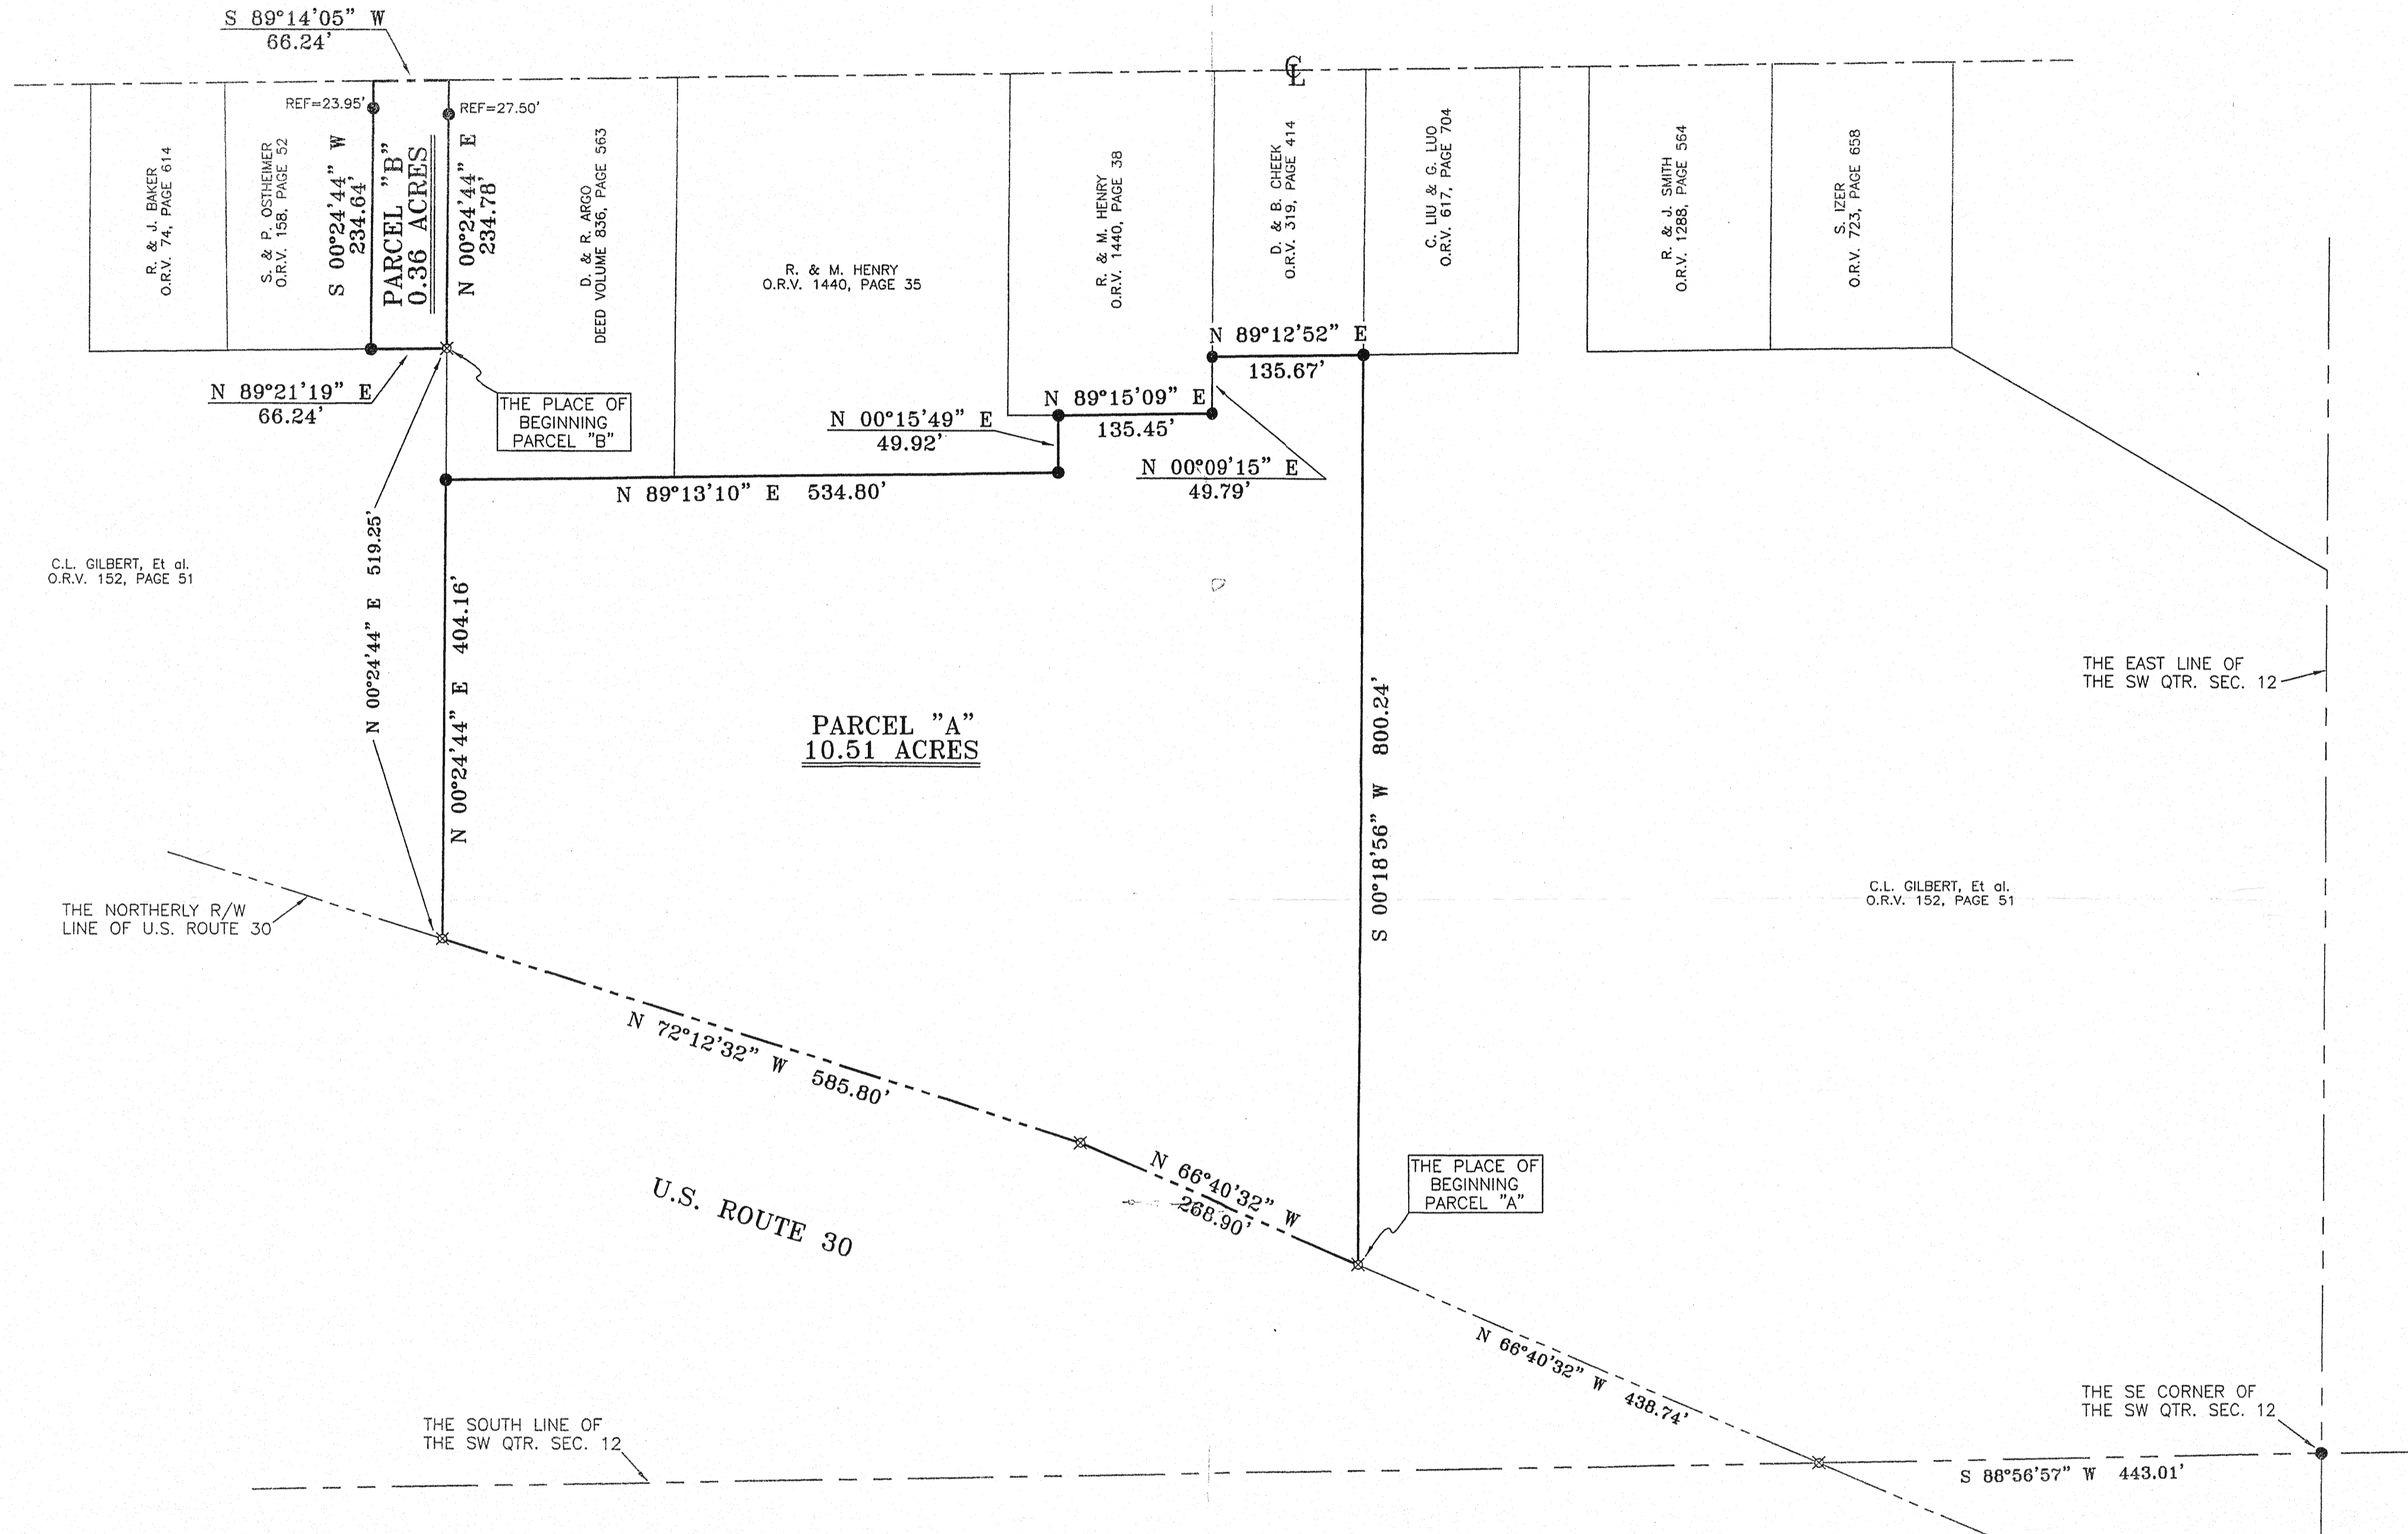 S 89°14'05" W
66.24'
CL
REF=23.95'
REF=27.50'
R. & J. BAKER
O.R.V. 74, PAGE 614
S. & P. OSTHEIMER
O.R.V. 158, PAGE 52
S 00°24'44" W
234.64'
PARCEL "B"
0.36 ACRES
N 00°24'44" E
234.78'
D. & R. ARGO
DEED VOLUME 836, PAGE 563
R. & M. HENRY
O.R.V. 1440, PAGE 35
R. & M. HENRY
O.R.V. 1440, PAGE 38
D. & B. CHEEK
O.R.V. 319, PAGE 414
C. LIU & G. LUO
O.R.V. 617, PAGE 704
R. & J. SMITH
O.R.V. 1288, PAGE 564
S. IZER
O.R.V. 723, PAGE 658
N 89°12'52" E
135.67'
N 89°21'19" E
66.24'
THE PLACE OF
BEGINNING
PARCEL "B"
N 89°15'09" E
135.45'
N 00°15'49" E
49.92'
N 00°09'15" E
49.79'
N 89°13'10" E 534.80'
N 00°24'44" E 519.25'
N 00°24'44" E 404.16'
C.L. GILBERT, Et al.
O.R.V. 152, PAGE 51
PARCEL "A"
10.51 ACRES
S 00°18'56" W 800.24'
THE EAST LINE OF
THE SW QTR. SEC. 12
C.L. GILBERT, Et al.
O.R.V. 152, PAGE 51
THE NORTHERLY R/W
LINE OF U.S. ROUTE 30
N 72°12'32" W 585.80'
N 66°40'32" W
268.90'
U.S. ROUTE 30
THE PLACE OF
BEGINNING
PARCEL "A"
N 66°40'32" W 438.74'
THE SE CORNER OF
THE SW QTR. SEC. 12
THE SOUTH LINE OF
THE SW QTR. SEC. 12
S 88°56'57" W 443.01'